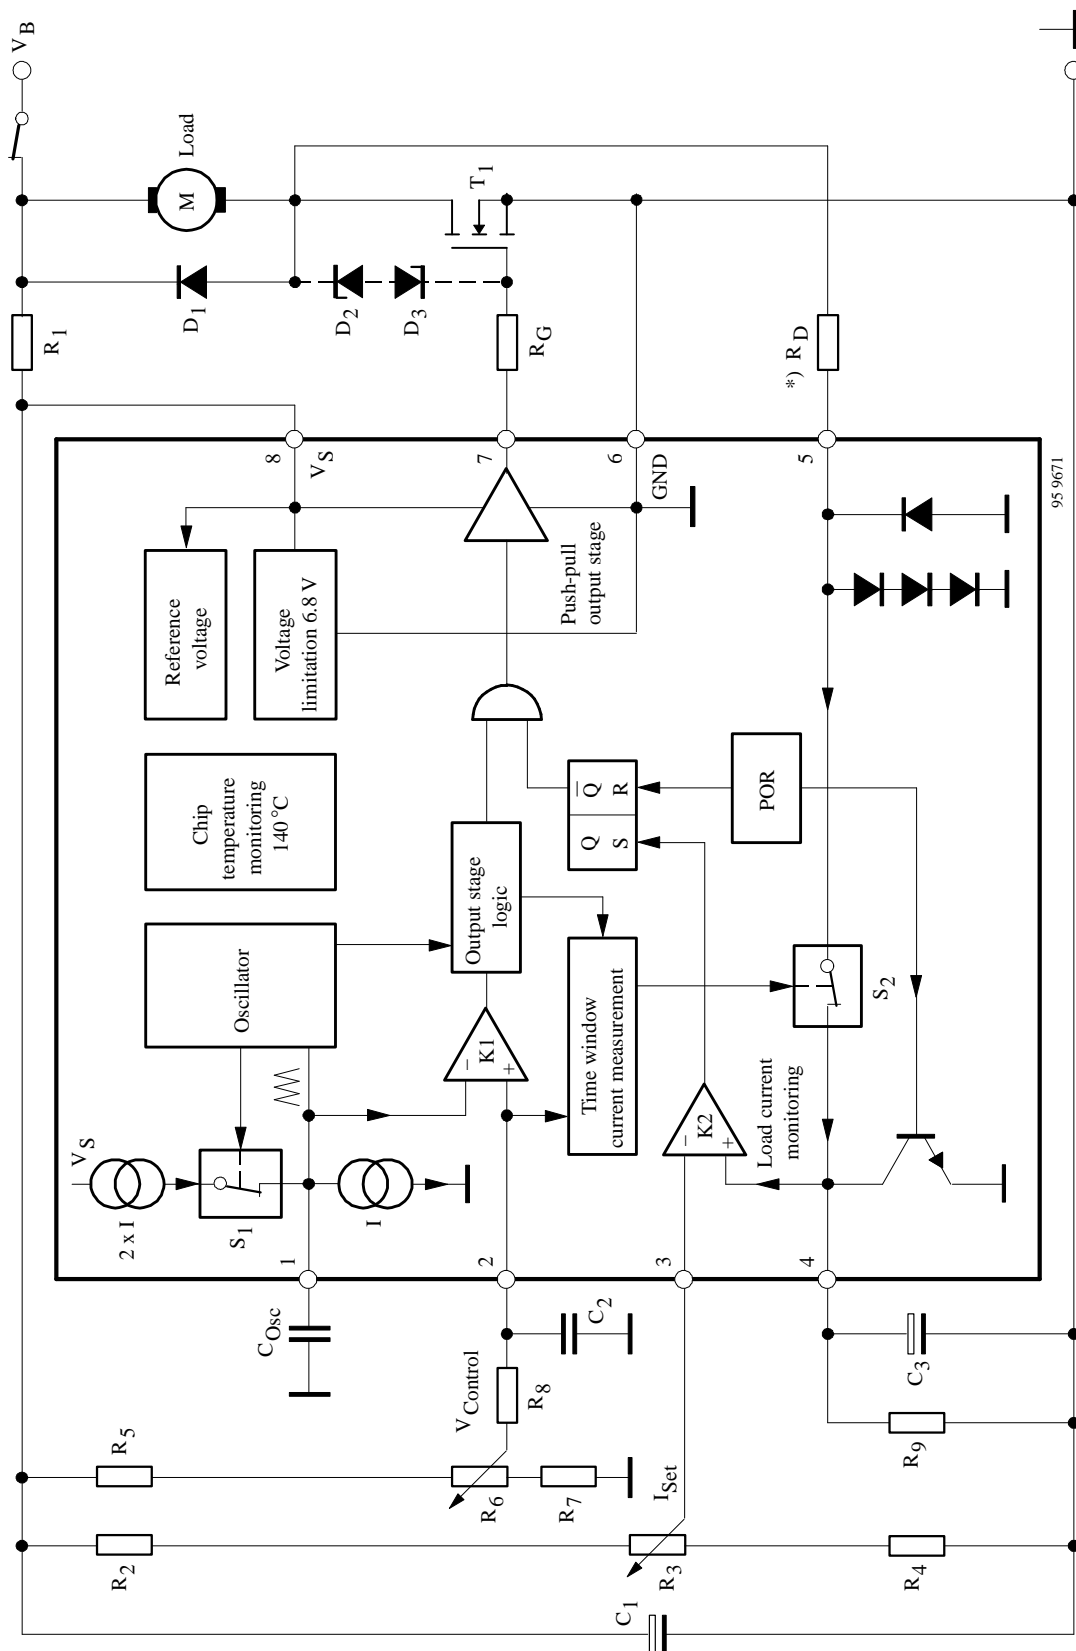 V_B
Load
M
T_1
D_1
D_2
D_3
R_1
R_G
*) R_D
8
V_S
7
6
GND
5
95 9671
Reference
voltage
Voltage
limitation 6.8 V
Push-pull
output stage
Chip
temperature
monitoring
140 °C
Q
Q̅
S
R
POR
Oscillator
Output stage
logic
Time window
current measurement
S_2
−
K1
+
−
K2
+
Load current
monitoring
V_S
2 x I
S_1
I
1
2
3
4
C_Osc
C_2
C_3
V_Control
R_8
R_5
R_6
R_7
R_9
I_Set
R_2
R_3
R_4
C_1